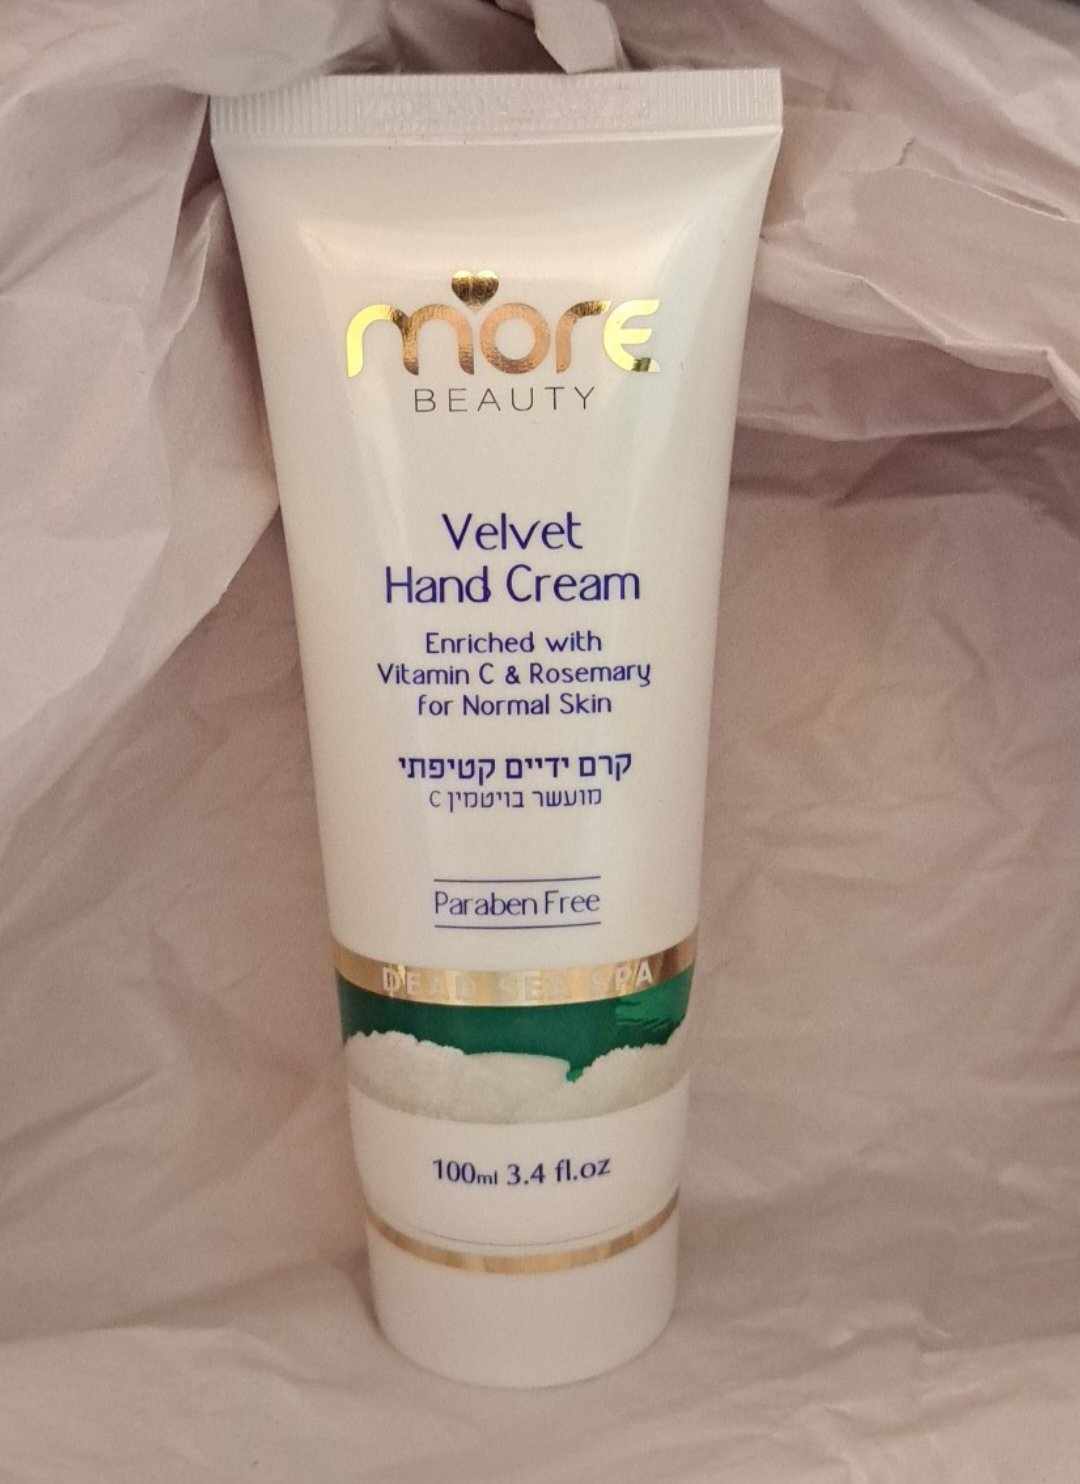 more
BEAUTY
Velvet
Hand Cream
Enriched with
Vitamin C & Rosemary
for Normal Skin
קרם ידיים קטיפתי
מועשר בויטמין C
Paraben Free
DEAD SEA SPA
100ml 3.4 fl.oz